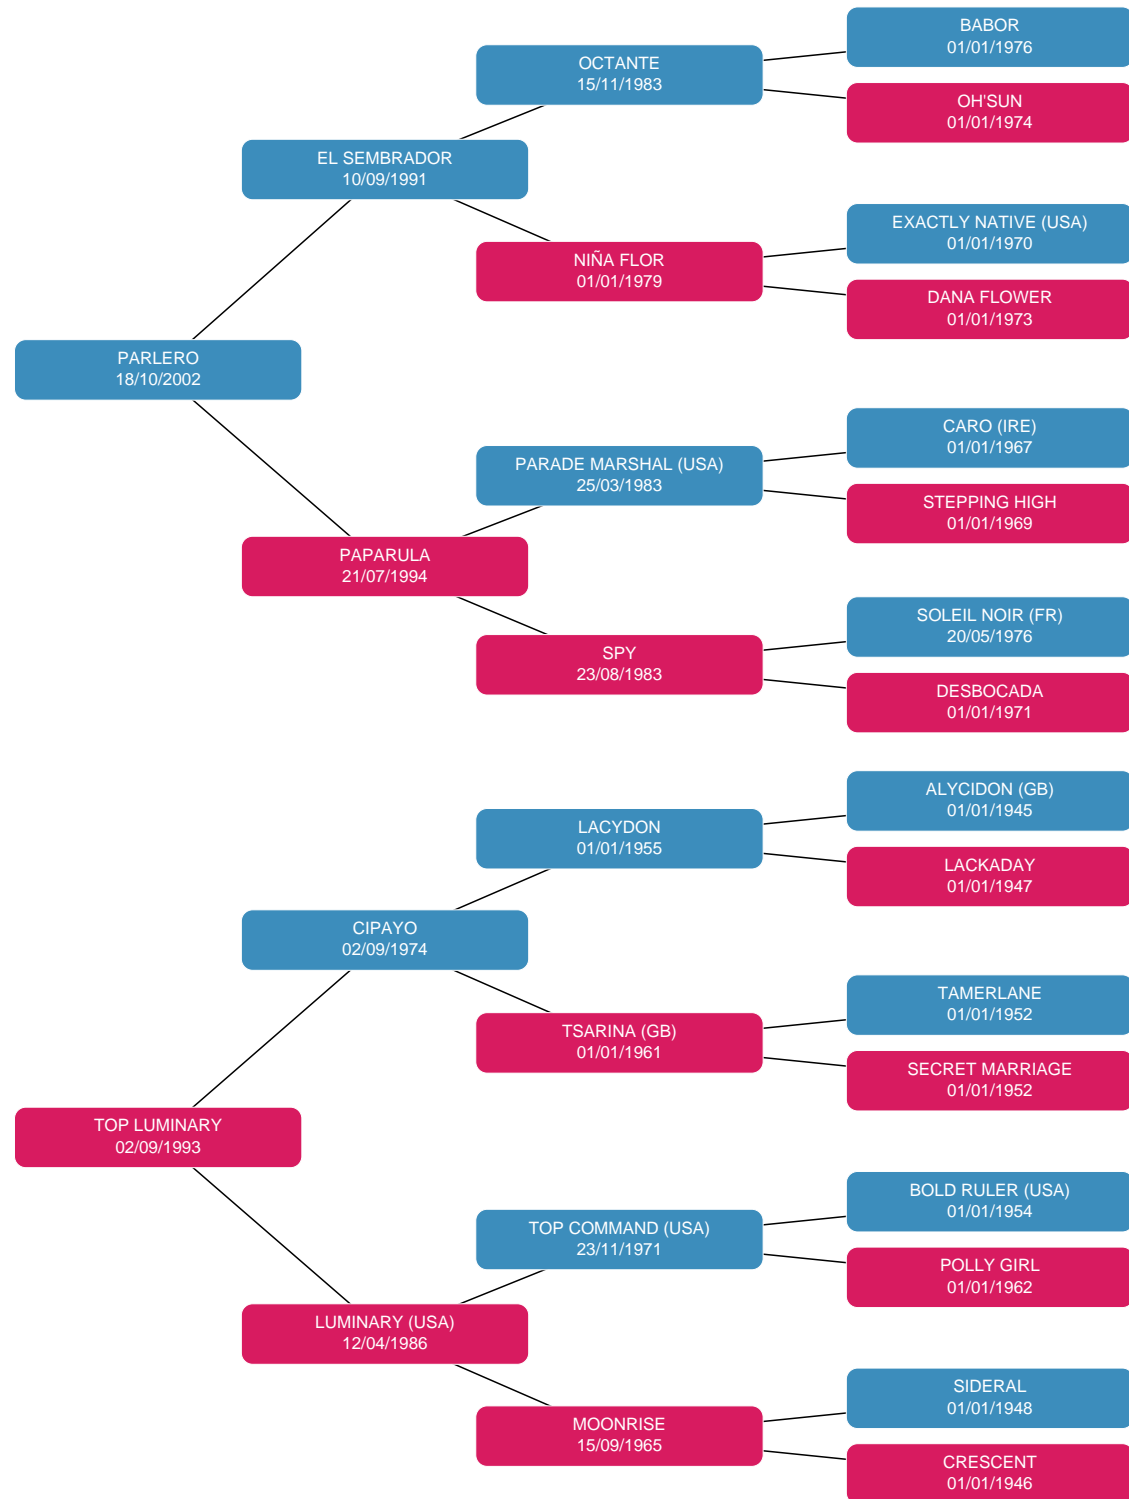 BABOR
01/01/1976
OCTANTE
15/11/1983
OH'SUN
01/01/1974
EL SEMBRADOR
10/09/1991
EXACTLY NATIVE (USA)
01/01/1970
NIÑA FLOR
01/01/1979
DANA FLOWER
01/01/1973
PARLERO
18/10/2002
CARO (IRE)
01/01/1967
PARADE MARSHAL (USA)
25/03/1983
STEPPING HIGH
01/01/1969
PAPARULA
21/07/1994
SOLEIL NOIR (FR)
20/05/1976
SPY
23/08/1983
DESBOCADA
01/01/1971
ALYCIDON (GB)
01/01/1945
LACYDON
01/01/1955
LACKADAY
01/01/1947
CIPAYO
02/09/1974
TAMERLANE
01/01/1952
TSARINA (GB)
01/01/1961
SECRET MARRIAGE
01/01/1952
TOP LUMINARY
02/09/1993
BOLD RULER (USA)
01/01/1954
TOP COMMAND (USA)
23/11/1971
POLLY GIRL
01/01/1962
LUMINARY (USA)
12/04/1986
SIDERAL
01/01/1948
MOONRISE
15/09/1965
CRESCENT
01/01/1946